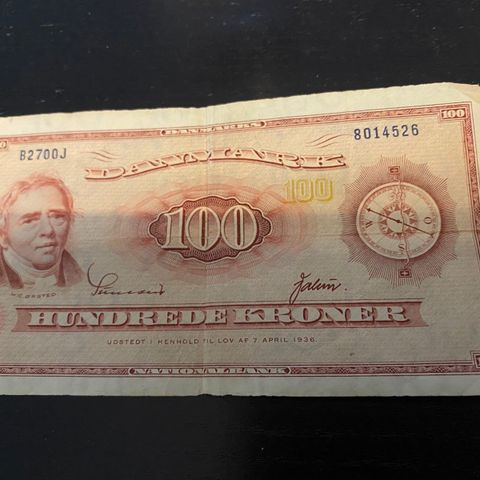 DANMARKS
100
B2700J
8014526
DANMARK
100
100
O
S
H.C. ØRSTED
HUNDREDE KRONER
UDSTEDT I HENHOLD TIL LOV AF 7. APRIL 1936.
NATIONALBANK